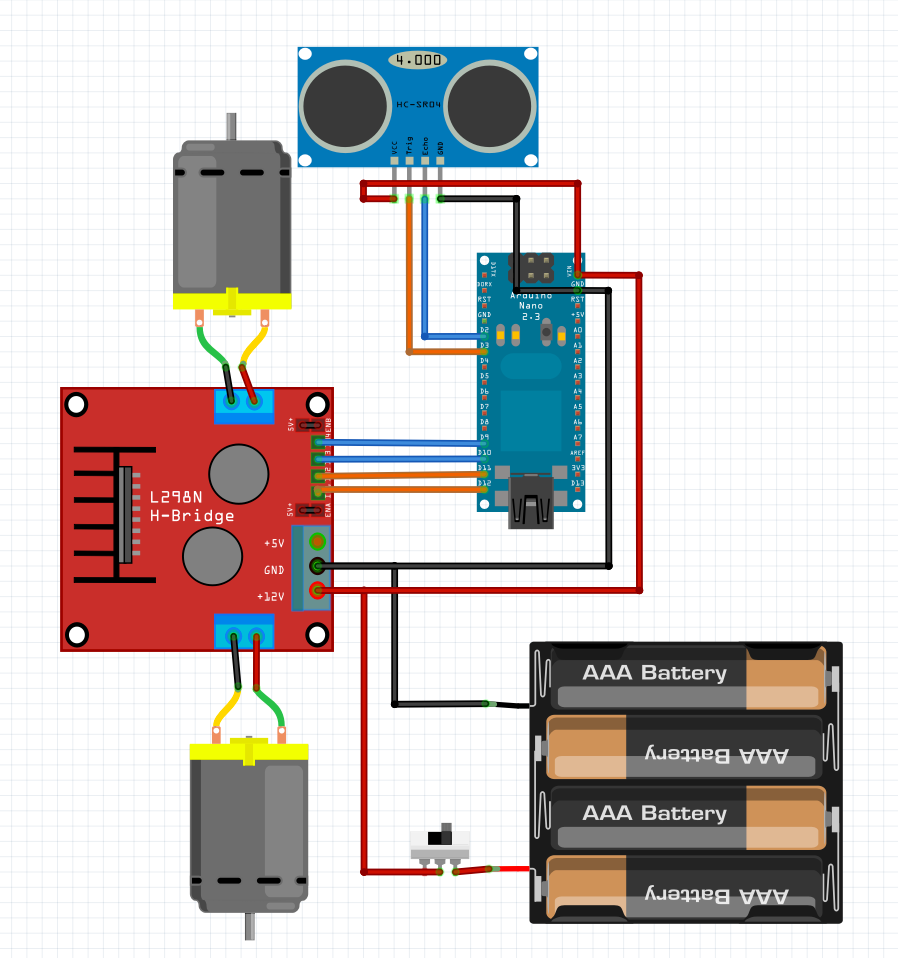 4.000
HC-SR04
VCC
Trig
Echo
GND
D1TX
VIN
D0RX
GND
RST
RST
GND
+5V
D2
A0
D3
A1
D4
A2
D5
A3
D6
A4
D7
A5
D8
A6
D9
A7
D10
AREF
D11
3V3
D12
D13
Arduino
Nano
2.3
5V+
ENB
5V+
ENA
L298N
H-Bridge
+5V
GND
+12V
AAA Battery
AAA Battery
AAA Battery
AAA Battery